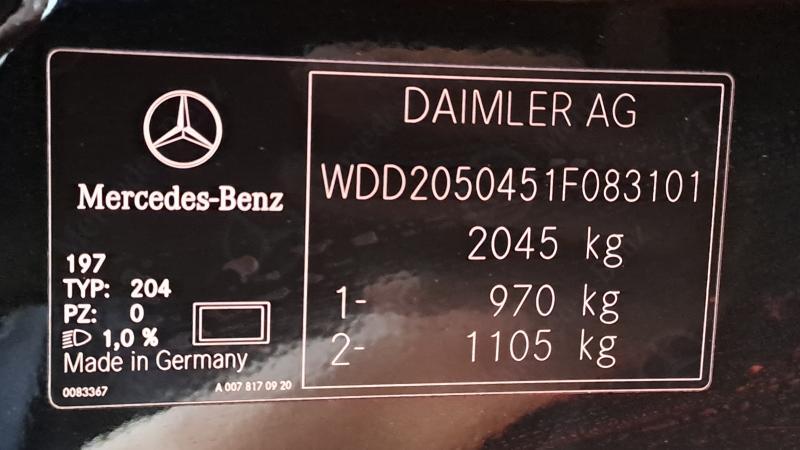 Mercedes-Benz
197
TYP: 204
PZ: 0
1,0 %
Made in Germany
0083367
A 007 817 09 20
DAIMLER AG
WDD2050451F083101
2045 kg
1- 970 kg
2- 1105 kg